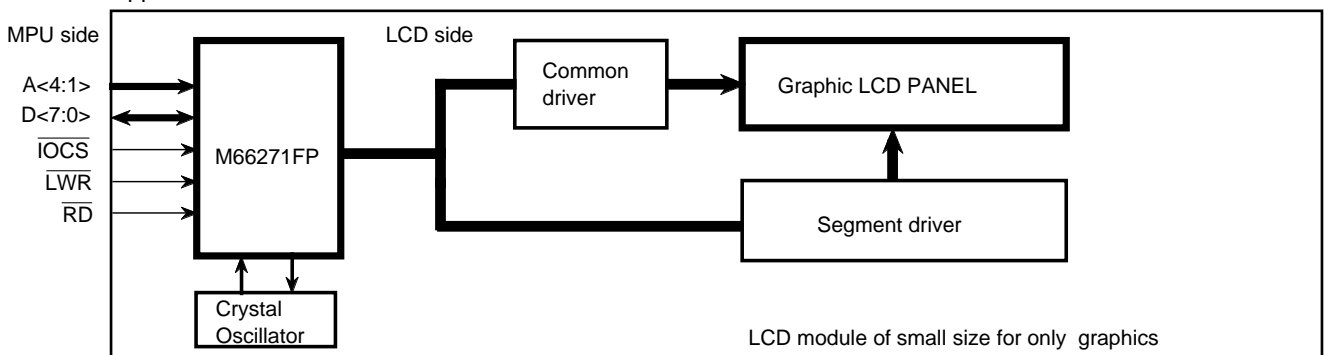 MPU side
LCD side
A<4:1>
D<7:0>
IOCS
LWR
RD
M66271FP
Common
driver
Graphic LCD PANEL
Segment driver
Crystal
Oscillator
LCD module of small size for only graphics